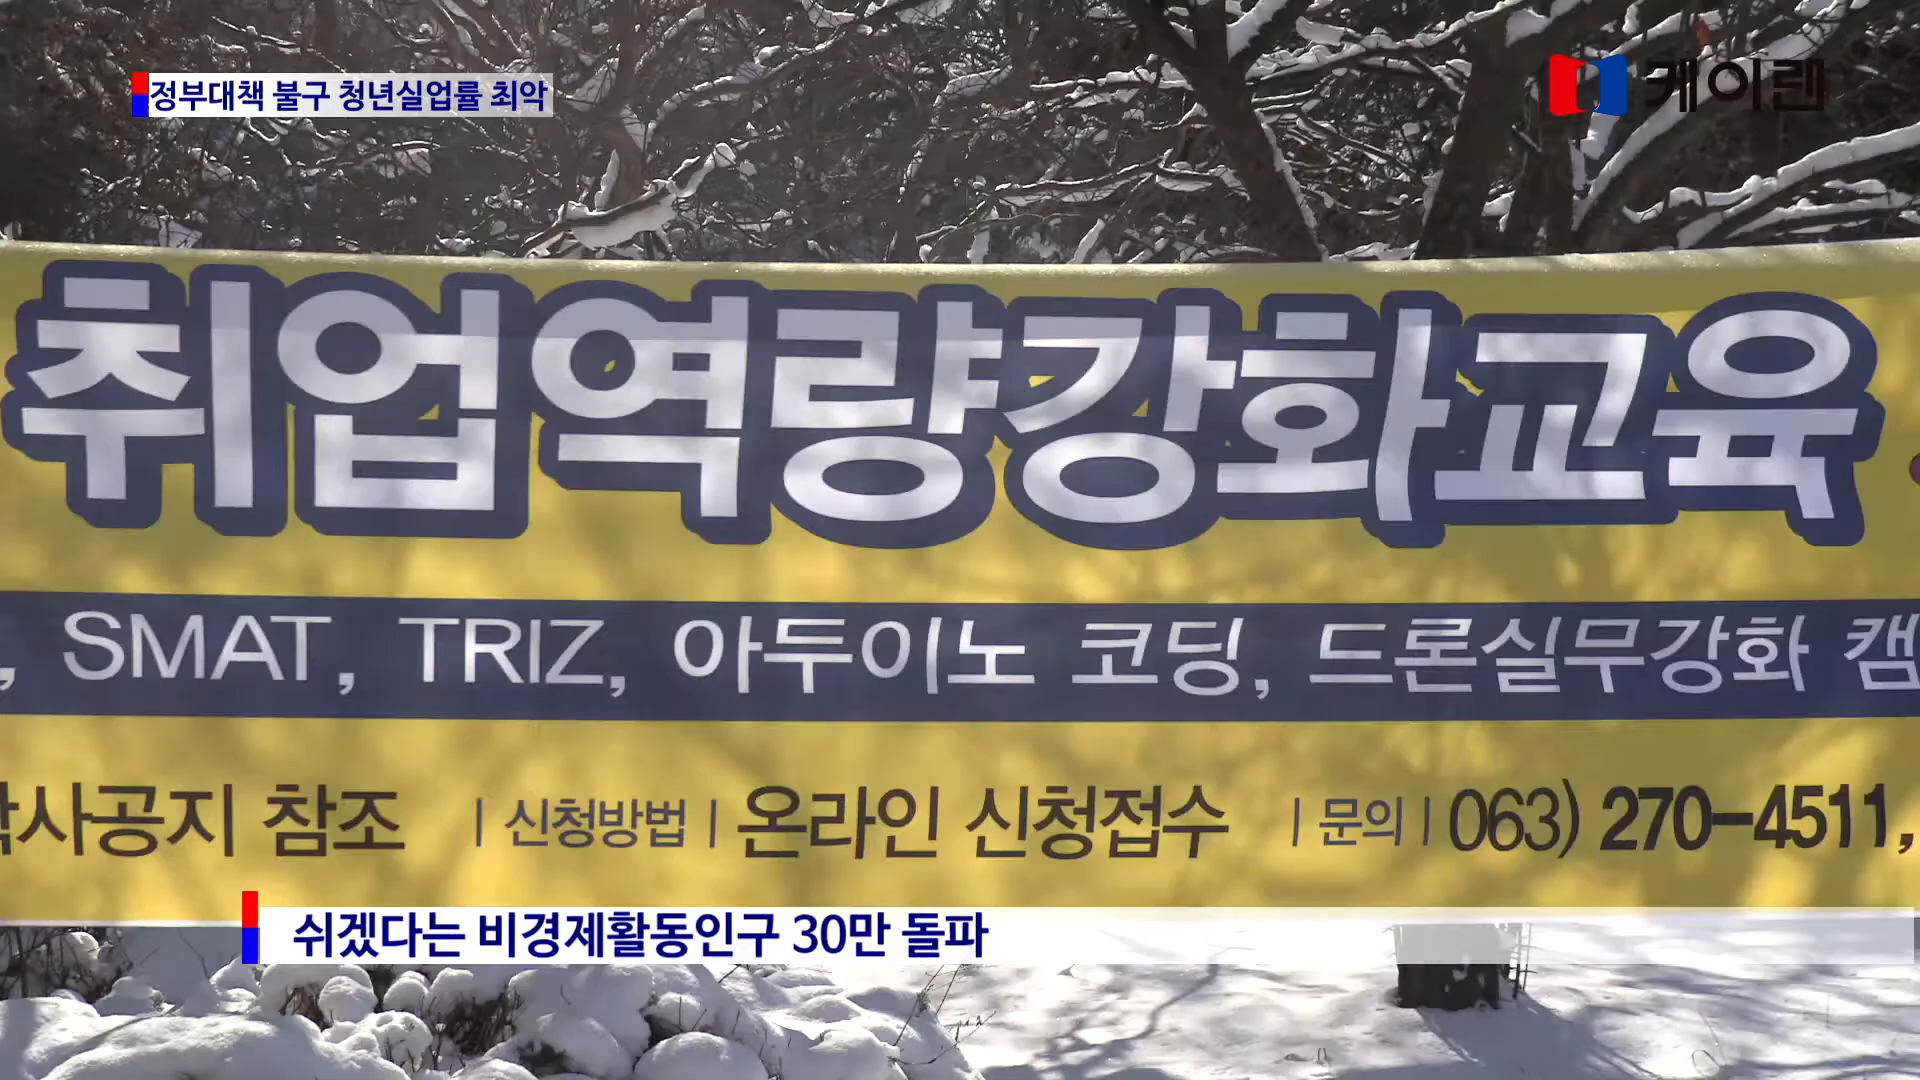 정부대책 불구 청년실업률 최악
케이랜
취업역량강화교육
, SMAT, TRIZ, 아두이노 코딩, 드론실무강화 캠
사공지 참조 | 신청방법 | 온라인 신청접수 | 문의 | 063) 270-4511,
쉬겠다는 비경제활동인구 30만 돌파